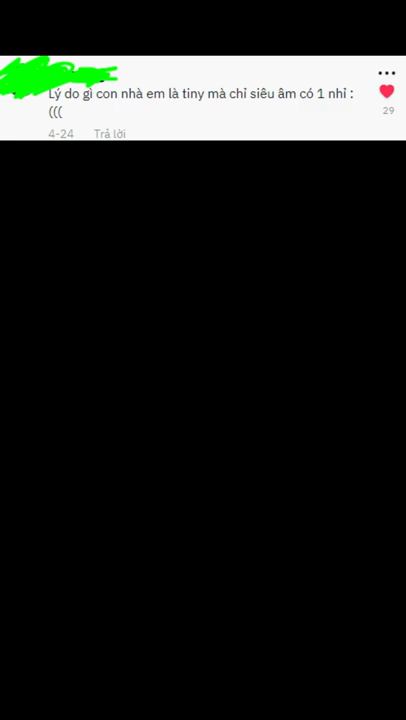 Lý do gì con nhà em là tiny mà chỉ siêu âm có 1 nhỉ :
(((
4-24 Trả lời
29